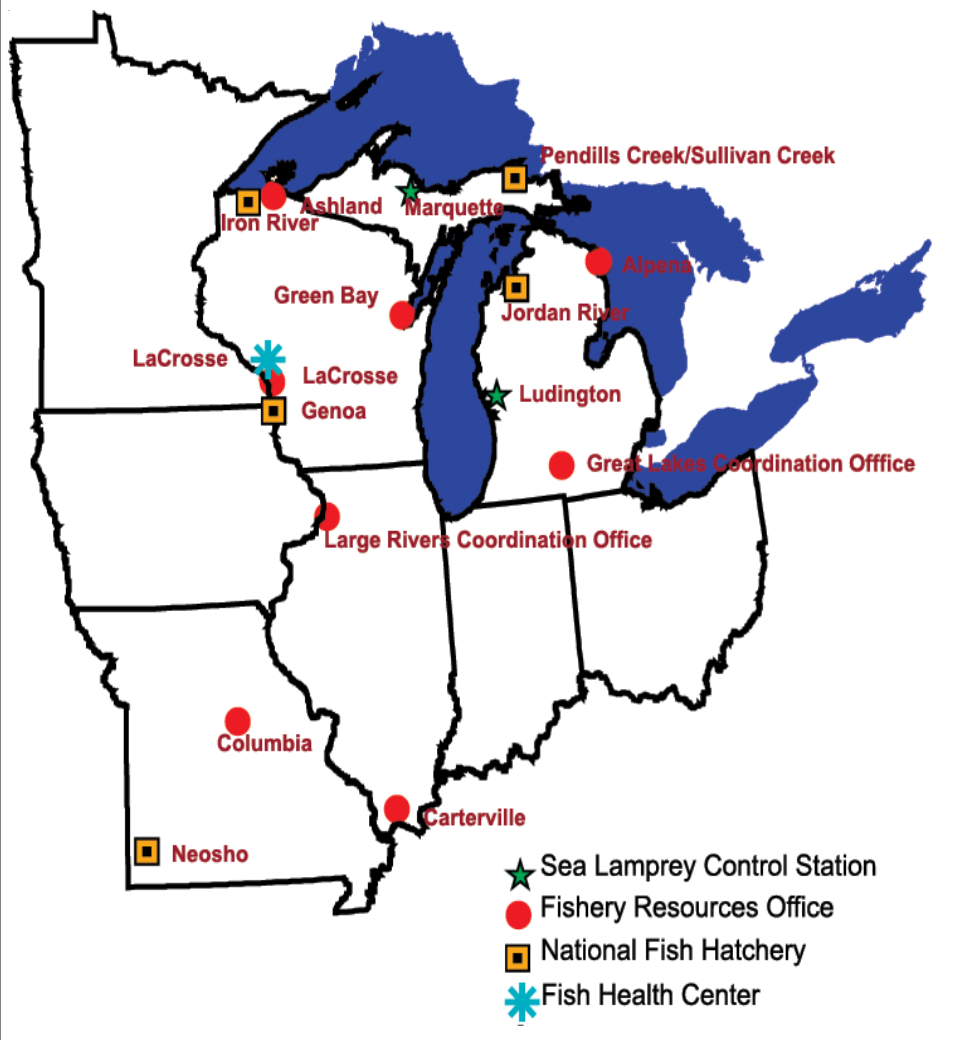 Pendills Creek/Sullivan Creek
Ashland
Marquette
Iron River
Alpena
Green Bay
Jordan River
LaCrosse
LaCrosse
Ludington
Genoa
Great Lakes Coordination Offfice
Large Rivers Coordination Office
Columbia
Carterville
Neosho
Sea Lamprey Control Station
Fishery Resources Office
National Fish Hatchery
Fish Health Center